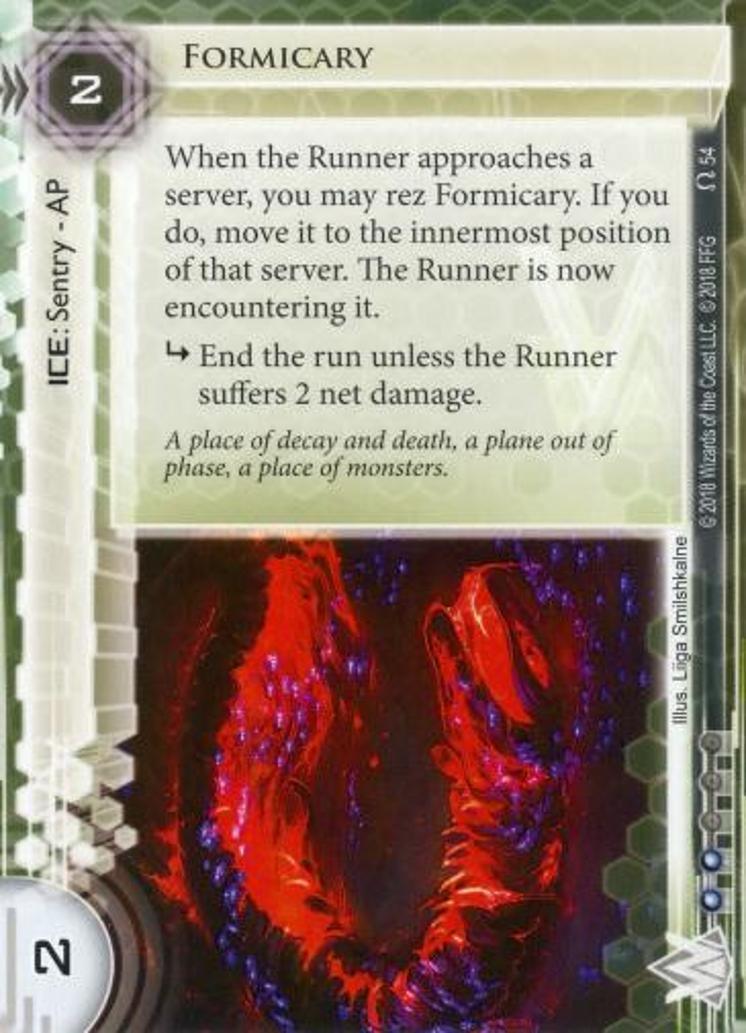 FORMICARY
2
When the Runner approaches a
server, you may rez Formicary. If you
do, move it to the innermost position
of that server. The Runner is now
encountering it.
↳ End the run unless the Runner
suffers 2 net damage.
A place of decay and death, a plane out of
phase, a place of monsters.
ICE: Sentry - AP
2
Illus. Līga Smilshkalne
© 2018 Wizards of the Coast LLC. © 2018 FFG
54